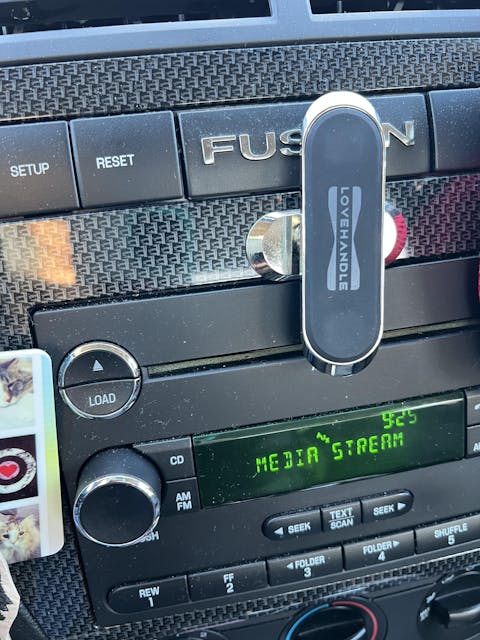 SETUP
RESET
FUS N
LOVEHANDLE
LOAD
9:25
MEDIA STREAM
CD
AM
FM
SEEK
TEXT
SCAN
SEEK
REW
1
FF
2
FOLDER
3
FOLDER
4
SHUFFLE
5